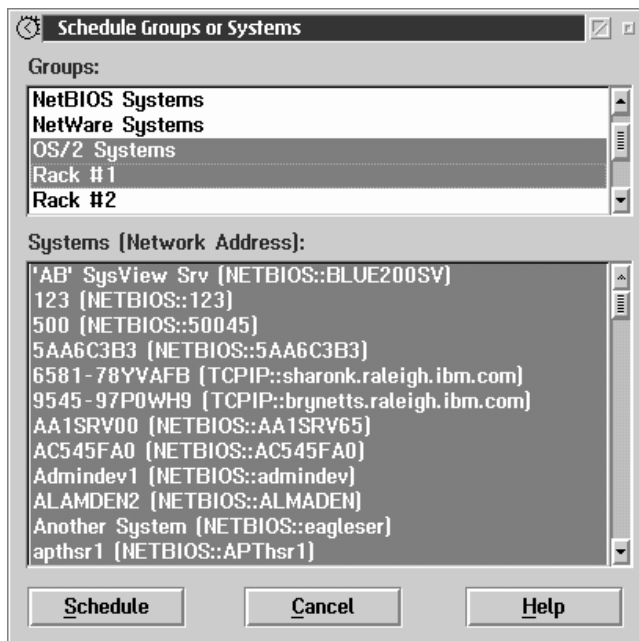 Schedule Groups or Systems
Groups:
NetBIOS Systems
NetWare Systems
OS/2 Systems
Rack #1
Rack #2
Systems (Network Address):
'AB' SysView Srv (NETBIOS::BLUE200SV)
123 (NETBIOS::123)
500 (NETBIOS::50045)
5AA6C3B3 (NETBIOS::5AA6C3B3)
6581-78YVAFB (TCPIP::sharonk.raleigh.ibm.com)
9545-97P0WH9 (TCPIP::brynetts.raleigh.ibm.com)
AA1SRV00 (NETBIOS::AA1SRV65)
AC545FA0 (NETBIOS::AC545FA0)
Admindev1 (NETBIOS::admindev)
ALAMDEN2 (NETBIOS::ALMADEN)
Another System (NETBIOS::eagleser)
apthsr1 (NETBIOS::APThsr1)
Schedule Cancel Help